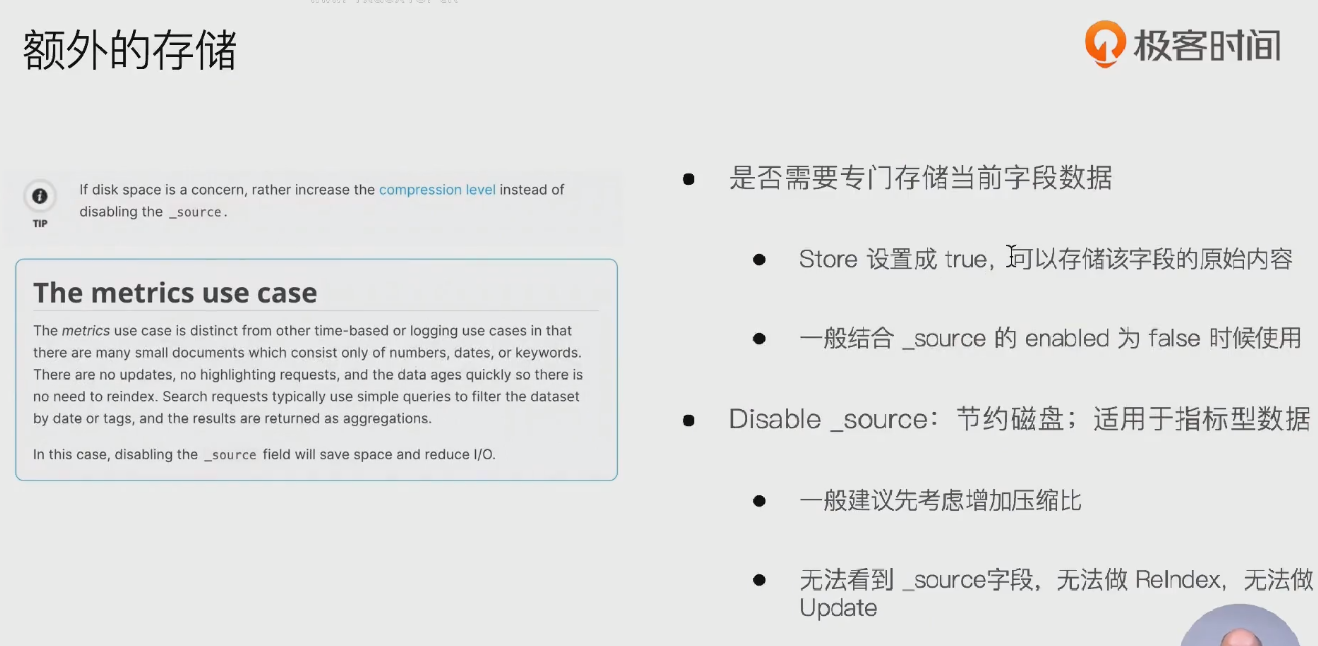 额外的存储
极客时间
If disk space is a concern, rather increase the compression level instead of
disabling the _source.
TIP
The metrics use case
The metrics use case is distinct from other time-based or logging use cases in that
there are many small documents which consist only of numbers, dates, or keywords.
There are no updates, no highlighting requests, and the data ages quickly so there is
no need to reindex. Search requests typically use simple queries to filter the dataset
by date or tags, and the results are returned as aggregations.
In this case, disabling the _source field will save space and reduce I/O.
是否需要专门存储当前字段数据
Store 设置成 true，可以存储该字段的原始内容
一般结合 _source 的 enabled 为 false 时候使用
Disable _source：节约磁盘；适用于指标型数据
一般建议先考虑增加压缩比
无法看到 _source字段，无法做 ReIndex，无法做
Update